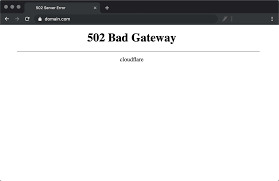 502 Server Error
domain.com
502 Bad Gateway
cloudflare